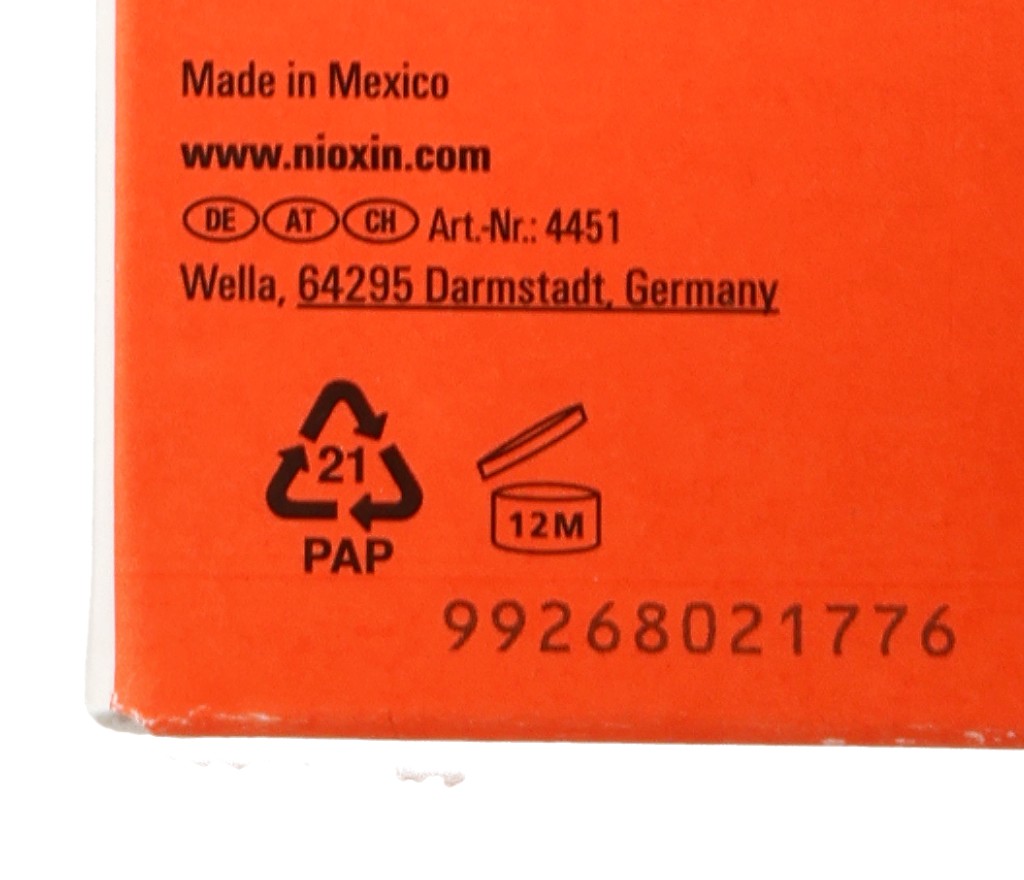 Made in Mexico
www.nioxin.com
DE AT CH Art.-Nr.: 4451
Wella, 64295 Darmstadt, Germany
21
PAP
12M
99268021776